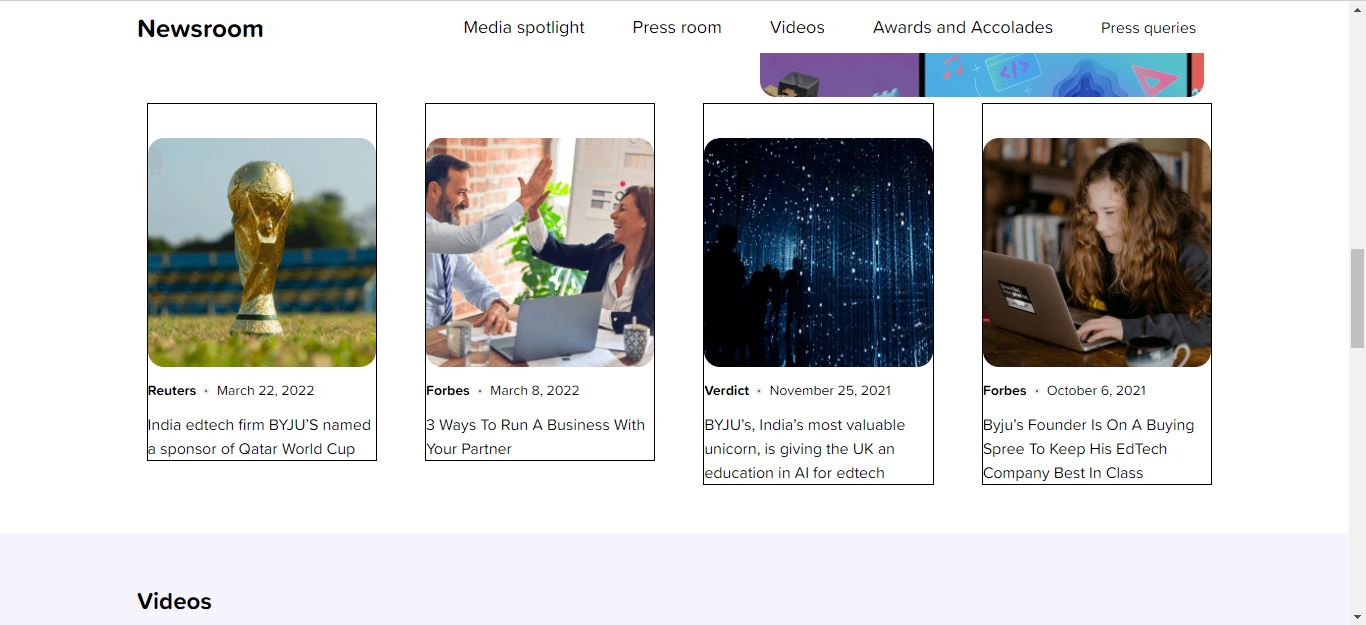 Newsroom
Media spotlight
Press room
Videos
Awards and Accolades
Press queries
</>
Reuters • March 22, 2022
India edtech firm BYJU’S named
a sponsor of Qatar World Cup
Forbes • March 8, 2022
3 Ways To Run A Business With
Your Partner
Verdict • November 25, 2021
BYJU’s, India’s most valuable
unicorn, is giving the UK an
education in AI for edtech
Forbes • October 6, 2021
Byju’s Founder Is On A Buying
Spree To Keep His EdTech
Company Best In Class
Videos